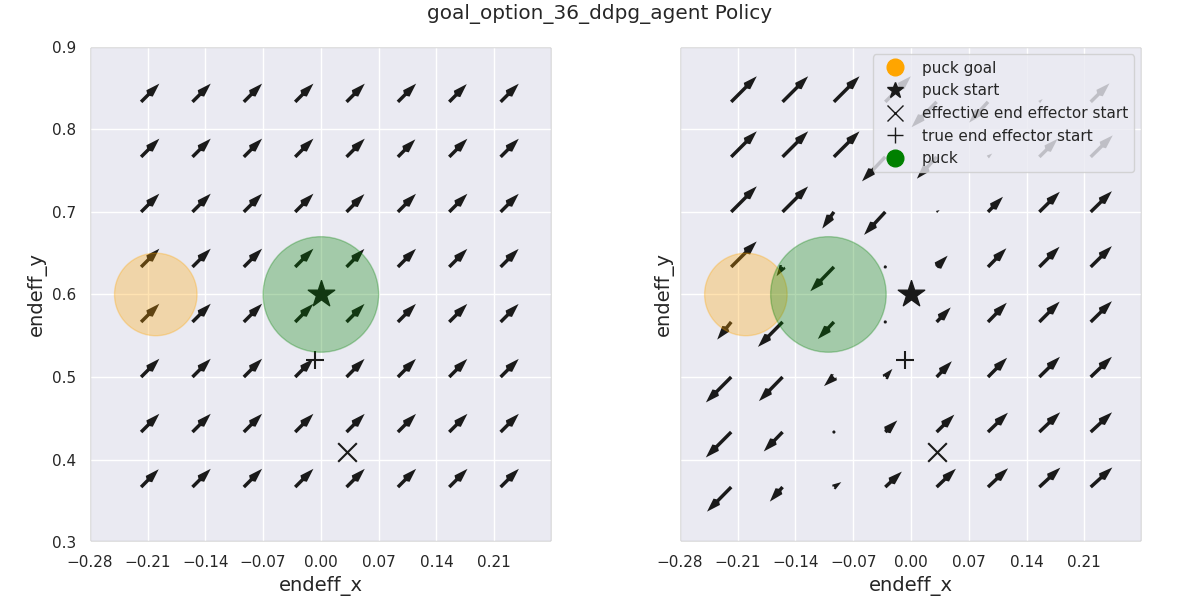 goal_option_36_ddpg_agent Policy
0.9
0.8
0.7
0.6
0.5
0.4
0.3
endeff_y
−0.28 −0.21 −0.14 −0.07 0.00 0.07 0.14 0.21
endeff_x
puck goal
puck start
effective end effector start
true end effector start
puck
endeff_y
−0.28 −0.21 −0.14 −0.07 0.00 0.07 0.14 0.21
endeff_x